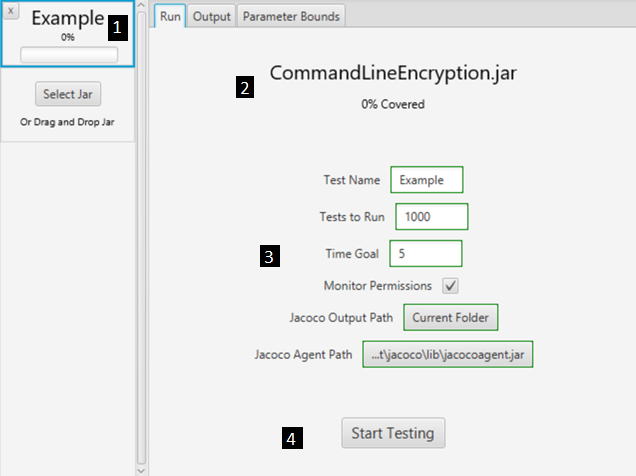 x
Example
1
0%
Select Jar
Or Drag and Drop Jar
Run Output Parameter Bounds
CommandLineEncryption.jar
2
0% Covered
Test Name Example
Tests to Run 1000
3
Time Goal 5
Monitor Permissions
Jacoco Output Path Current Folder
Jacoco Agent Path ...t\jacoco\lib\jacocoagent.jar
4
Start Testing